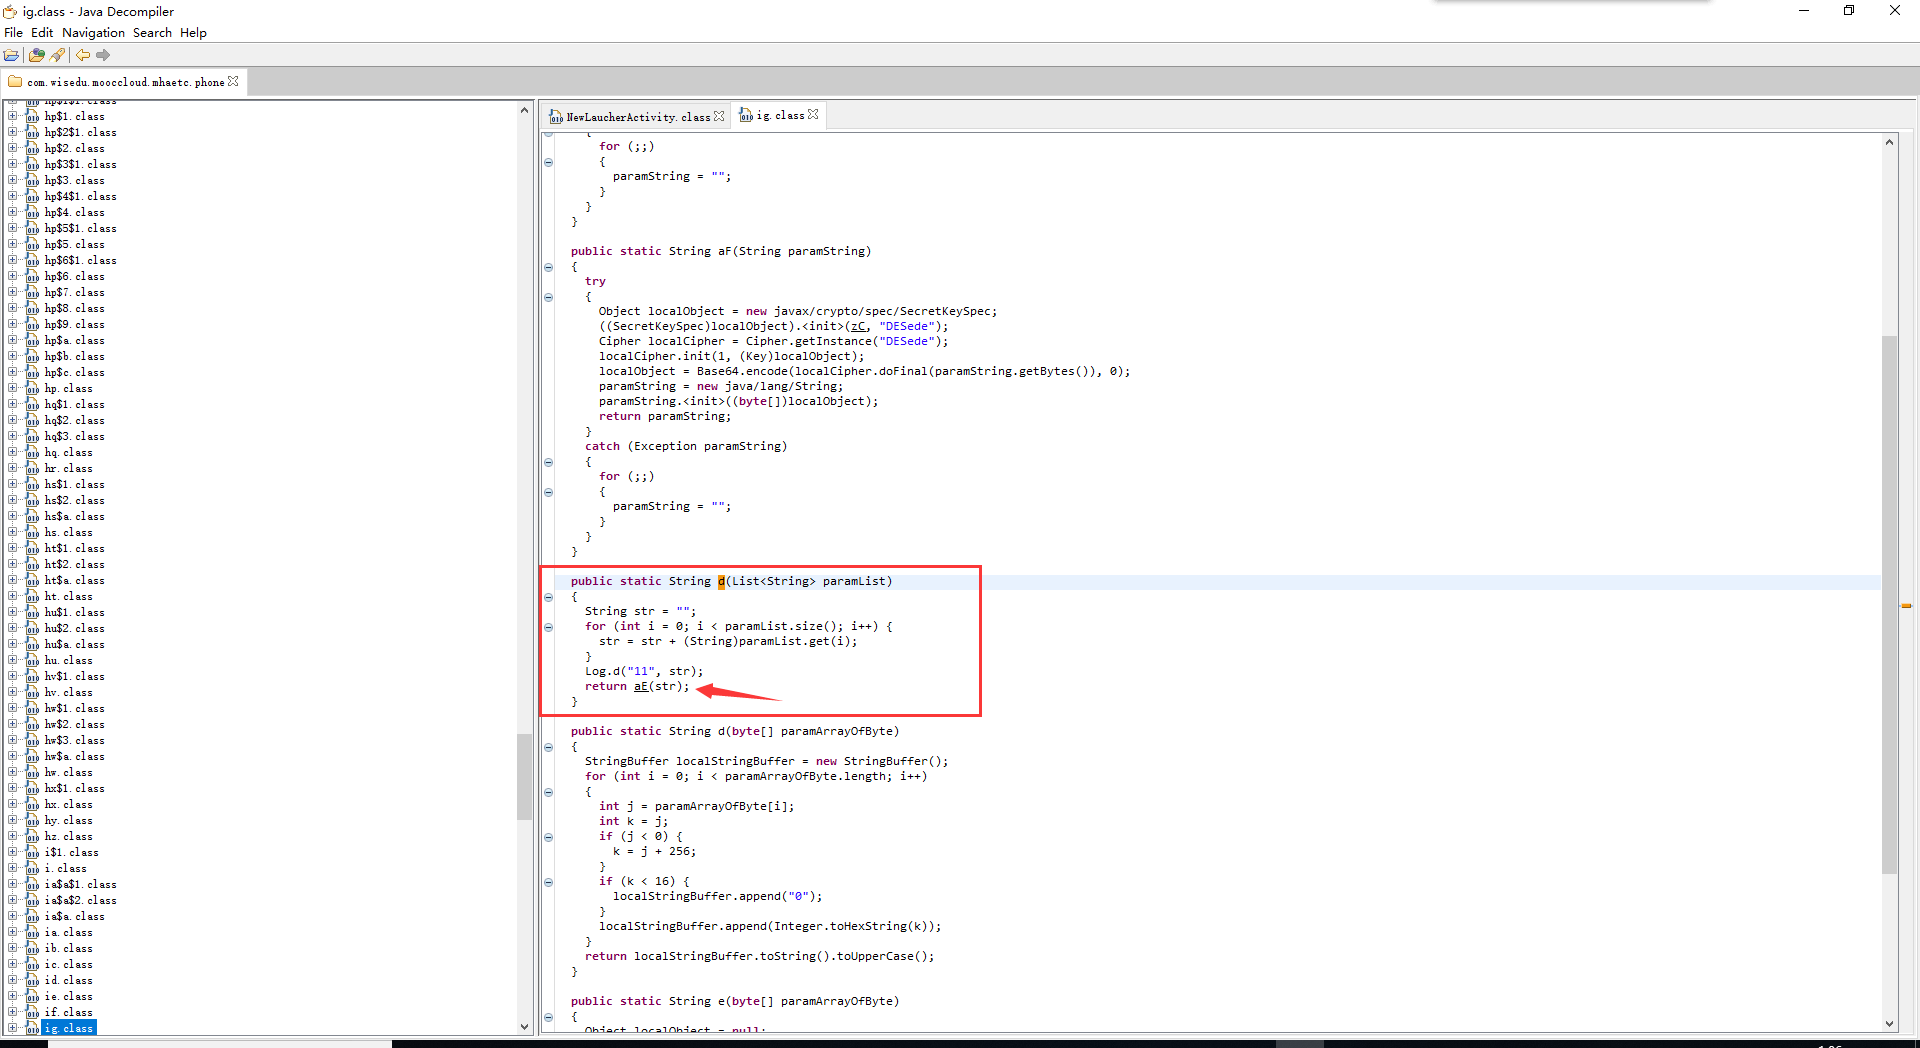 ig.class - Java Decompiler
File Edit Navigation Search Help
com.wisedu.mooccloud.mhaetc.phone
hp$1$1.class
hp$1.class
hp$2$1.class
hp$2.class
hp$3$1.class
hp$3.class
hp$4$1.class
hp$4.class
hp$5$1.class
hp$5.class
hp$6$1.class
hp$6.class
hp$7.class
hp$8.class
hp$9.class
hp$a.class
hp$b.class
hp$c.class
hp.class
hq$1.class
hq$2.class
hq$3.class
hq.class
hr.class
hs$1.class
hs$2.class
hs$a.class
hs.class
ht$1.class
ht$2.class
ht$a.class
ht.class
hu$1.class
hu$2.class
hu$a.class
hu.class
hv$1.class
hv.class
hw$1.class
hw$2.class
hw$3.class
hw$a.class
hw.class
hx$1.class
hx.class
hy.class
hz.class
i$1.class
i.class
ia$a$1.class
ia$a$2.class
ia$a.class
ia.class
ib.class
ic.class
id.class
ie.class
if.class
ig.class
NewLaucherActivity.class
ig.class
{
for (;;)
{
paramString = "";
}
}
}
public static String aF(String paramString)
{
try
{
Object localObject = new javax/crypto/spec/SecretKeySpec;
((SecretKeySpec)localObject).<init>(zC, "DESede");
Cipher localCipher = Cipher.getInstance("DESede");
localCipher.init(1, (Key)localObject);
localObject = Base64.encode(localCipher.doFinal(paramString.getBytes()), 0);
paramString = new java/lang/String;
paramString.<init>((byte[])localObject);
return paramString;
}
catch (Exception paramString)
{
for (;;)
{
paramString = "";
}
}
}
public static String d(List<String> paramList)
{
String str = "";
for (int i = 0; i < paramList.size(); i++) {
str = str + (String)paramList.get(i);
}
Log.d("11", str);
return aE(str);
}
public static String d(byte[] paramArrayOfByte)
{
StringBuffer localStringBuffer = new StringBuffer();
for (int i = 0; i < paramArrayOfByte.length; i++)
{
int j = paramArrayOfByte[i];
int k = j;
if (j < 0) {
k = j + 256;
}
if (k < 16) {
localStringBuffer.append("0");
}
localStringBuffer.append(Integer.toHexString(k));
}
return localStringBuffer.toString().toUpperCase();
}
public static String e(byte[] paramArrayOfByte)
{
Object localObject = null;